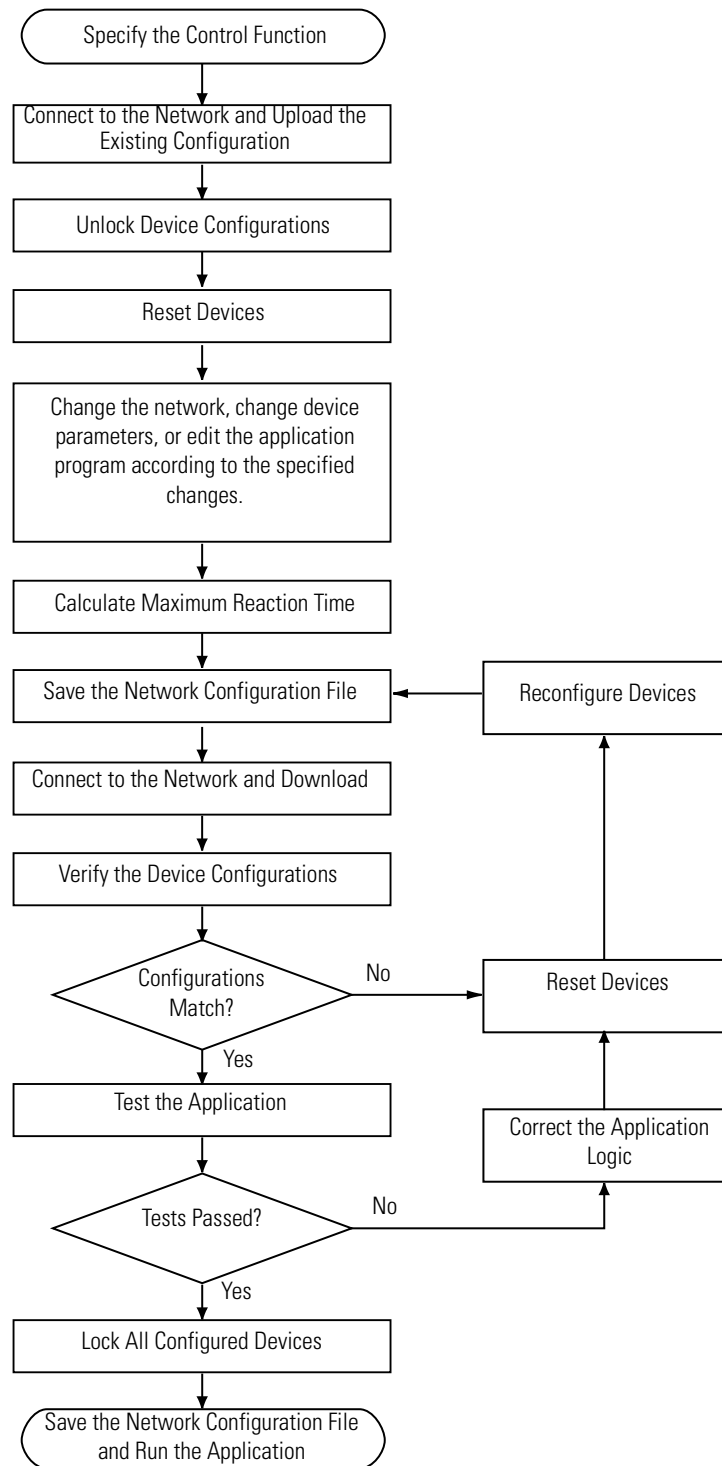 Specify the Control Function
Connect to the Network and Upload the
Existing Configuration
Unlock Device Configurations
Reset Devices
Change the network, change device
parameters, or edit the application
program according to the specified
changes.
Calculate Maximum Reaction Time
Save the Network Configuration File
Reconfigure Devices
Connect to the Network and Download
Verify the Device Configurations
Configurations
Match?
No
Reset Devices
Yes
Test the Application
Correct the Application
Logic
Tests Passed?
No
Yes
Lock All Configured Devices
Save the Network Configuration File
and Run the Application